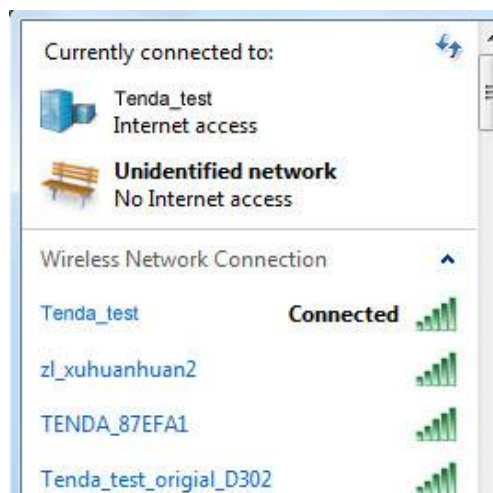 Currently connected to:
Tenda_test
Internet access
Unidentified network
No Internet access
Wireless Network Connection
Tenda_test Connected
zl_xuhuanhuan2
TENDA_87EFA1
Tenda_test_origial_D302